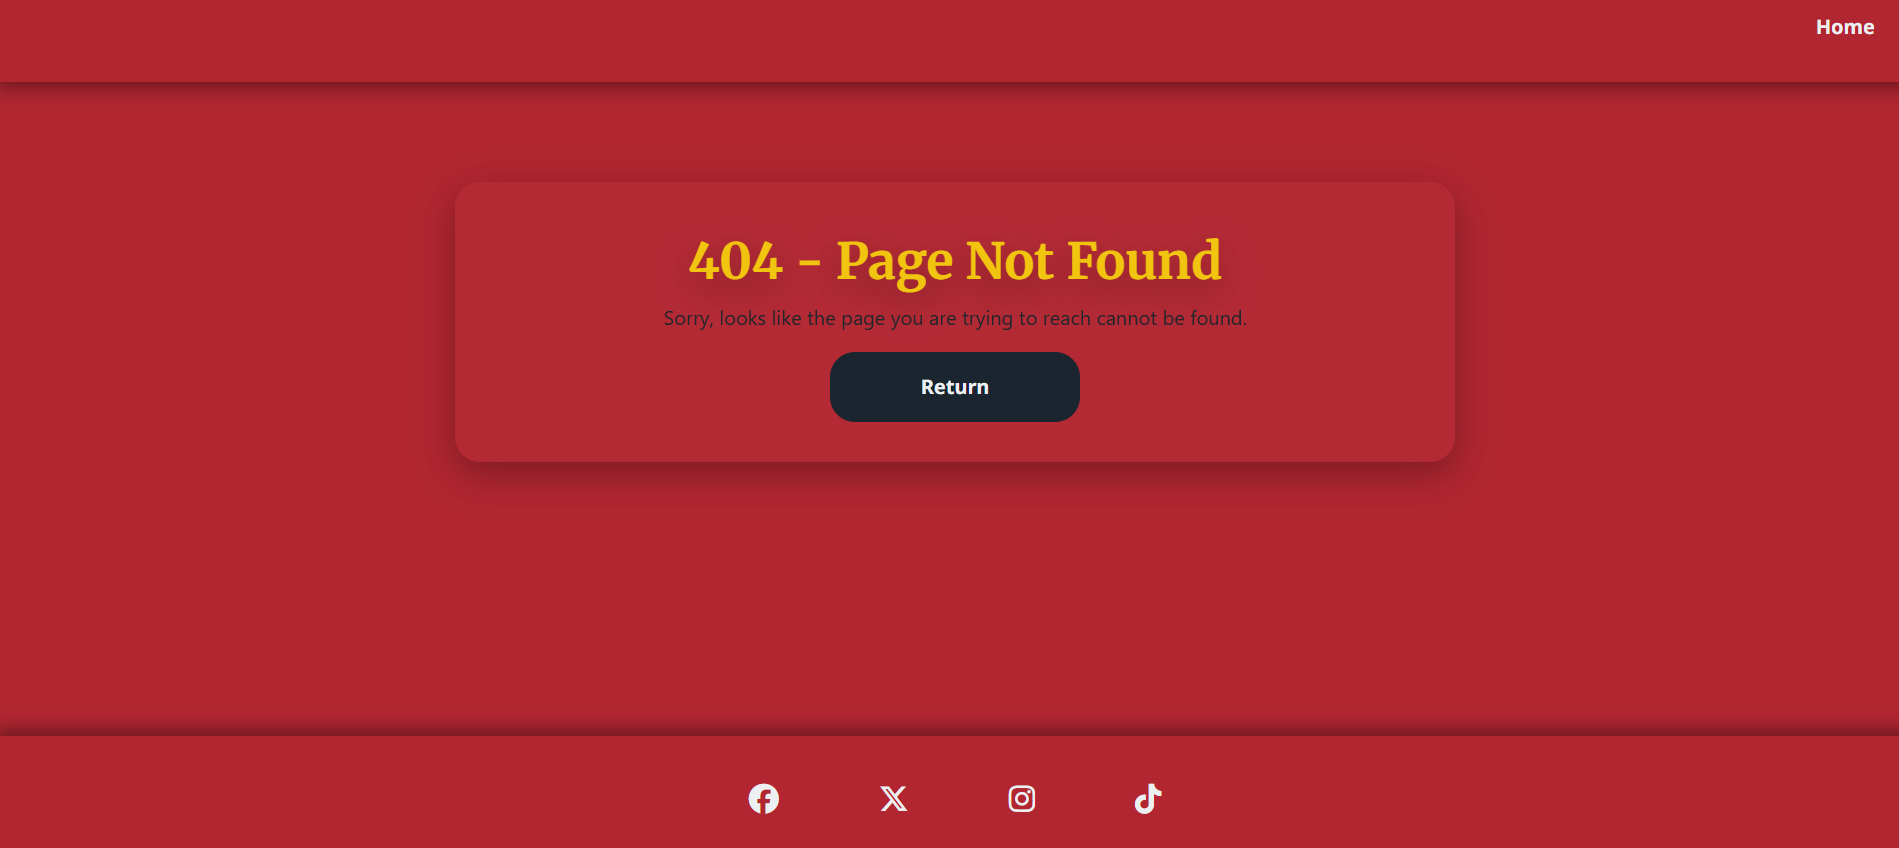 Home
404 - Page Not Found
Sorry, looks like the page you are trying to reach cannot be found.
Return